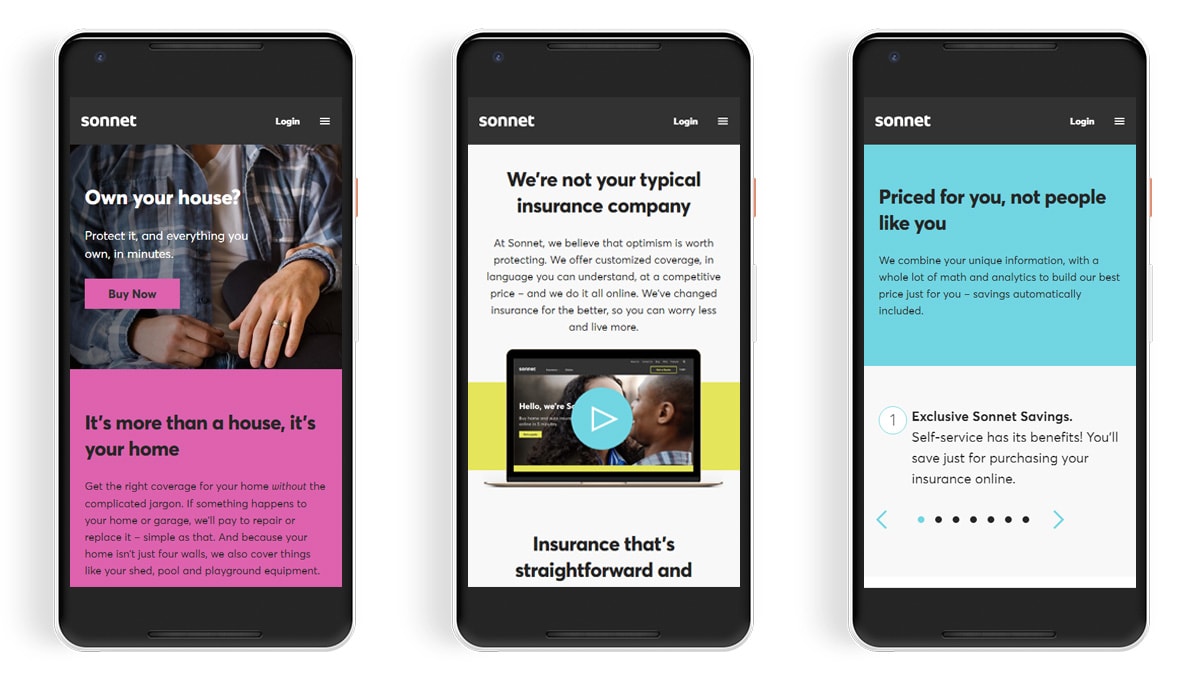 sonnet
Login
Own your house?
Protect it, and everything you
own, in minutes.
Buy Now
It's more than a house, it's
your home
Get the right coverage for your home without the
complicated jargon. If something happens to
your home or garage, we'll pay to repair or
replace it – simple as that. And because your
home isn't just four walls, we also cover things
like your shed, pool and playground equipment.
sonnet
Login
We're not your typical
insurance company
At Sonnet, we believe that optimism is worth
protecting. We offer customized coverage, in
language you can understand, at a competitive
price – and we do it all online. We've changed
insurance for the better, so you can worry less
and live more.
sonnet
Hello, we're
Insurance that's
straightforward and
sonnet
Login
Priced for you, not people
like you
We combine your unique information, with a
whole lot of math and analytics to build our best
price just for you – savings automatically
included.
1
Exclusive Sonnet Savings.
Self-service has its benefits! You'll
save just for purchasing your
insurance online.